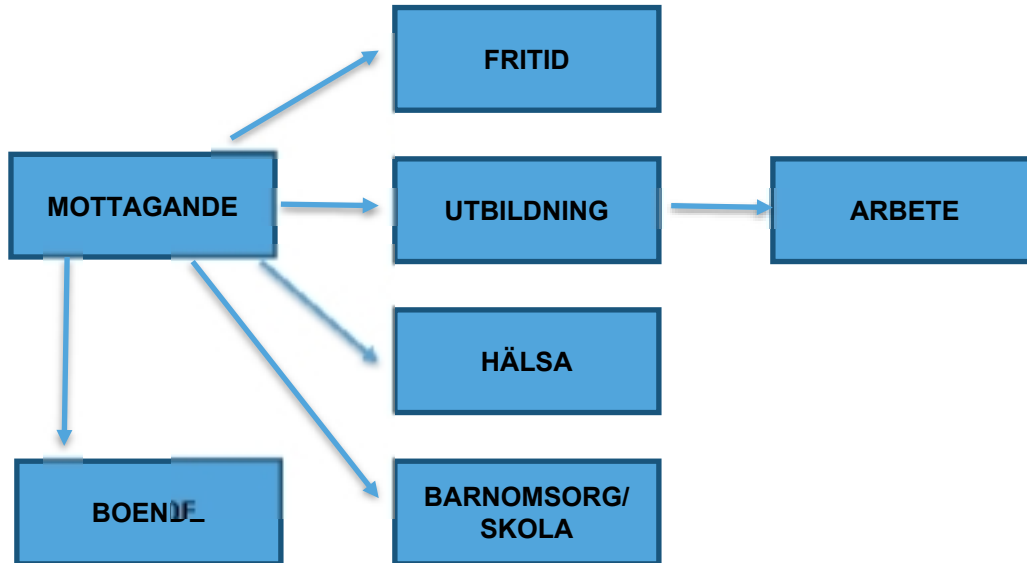 FRITID
MOTTAGANDE
UTBILDNING
ARBETE
HÄLSA
BARNOMSORG/
SKOLA